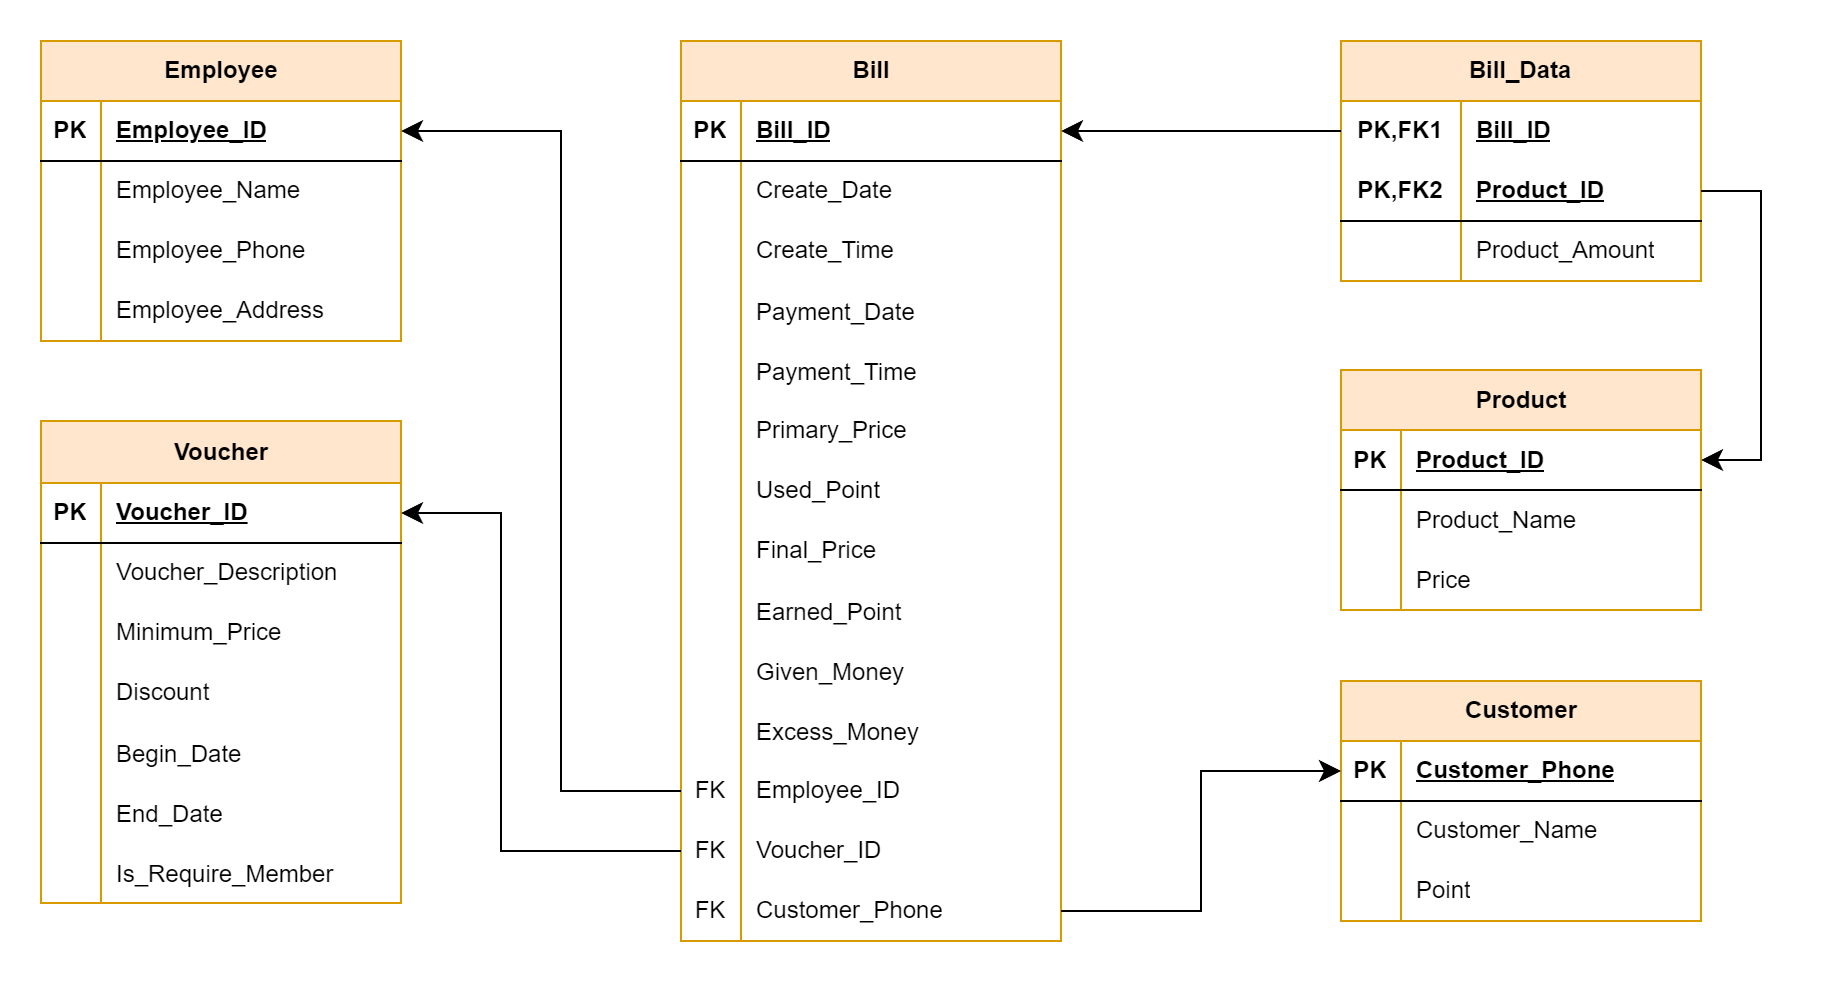 Employee
PK Employee_ID
Employee_Name
Employee_Phone
Employee_Address
Voucher
PK Voucher_ID
Voucher_Description
Minimum_Price
Discount
Begin_Date
End_Date
Is_Require_Member
Bill
PK Bill_ID
Create_Date
Create_Time
Payment_Date
Payment_Time
Primary_Price
Used_Point
Final_Price
Earned_Point
Given_Money
Excess_Money
FK Employee_ID
FK Voucher_ID
FK Customer_Phone
Bill_Data
PK,FK1 Bill_ID
PK,FK2 Product_ID
Product_Amount
Product
PK Product_ID
Product_Name
Price
Customer
PK Customer_Phone
Customer_Name
Point